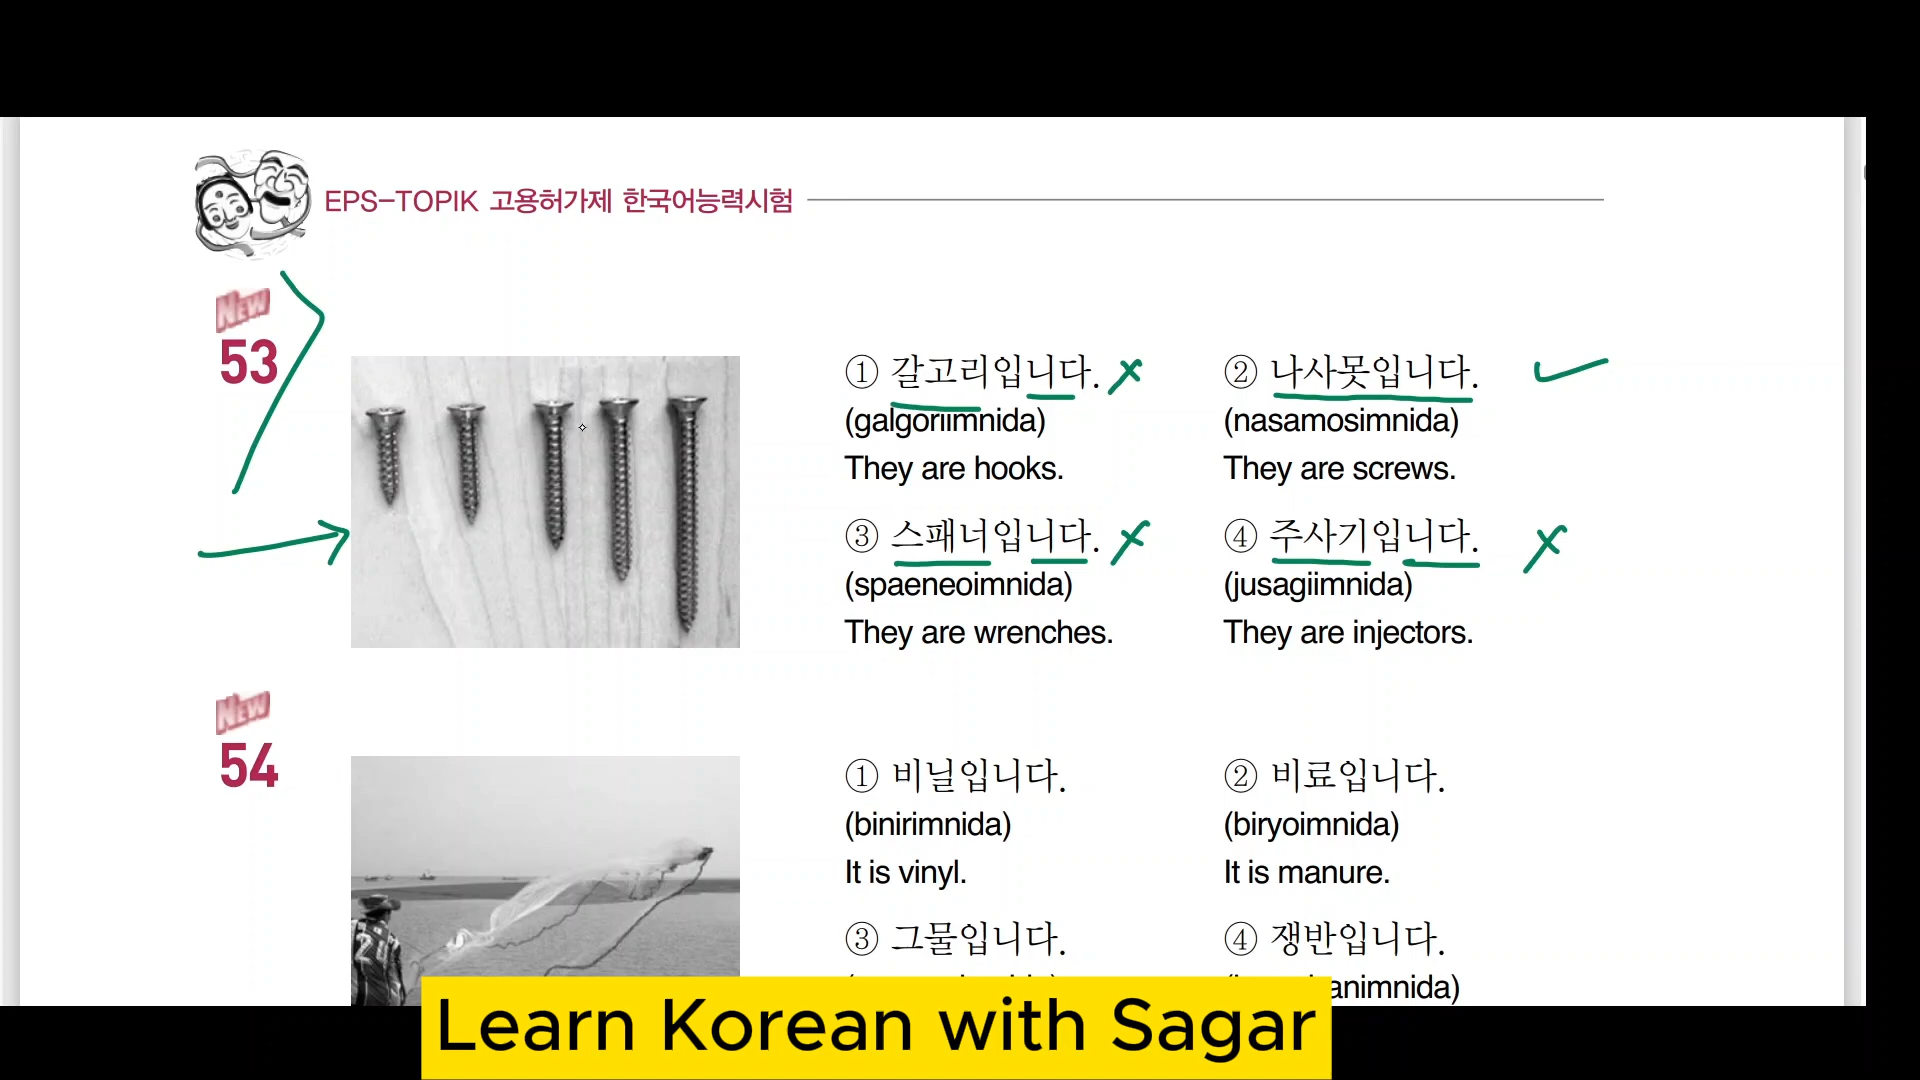 EPS-TOPIK 고용허가제 한국어능력시험
NEW
53
① 갈고리입니다.
(galgoriimnida)
They are hooks.
② 나사못입니다.
(nasamosimnida)
They are screws.
③ 스패너입니다.
(spaeneoimnida)
They are wrenches.
④ 주사기입니다.
(jusagiimnida)
They are injectors.
NEW
54
① 비닐입니다.
(binirimnida)
It is vinyl.
② 비료입니다.
(biryoimnida)
It is manure.
③ 그물입니다.
④ 쟁반입니다.
Learn Korean with Sagar